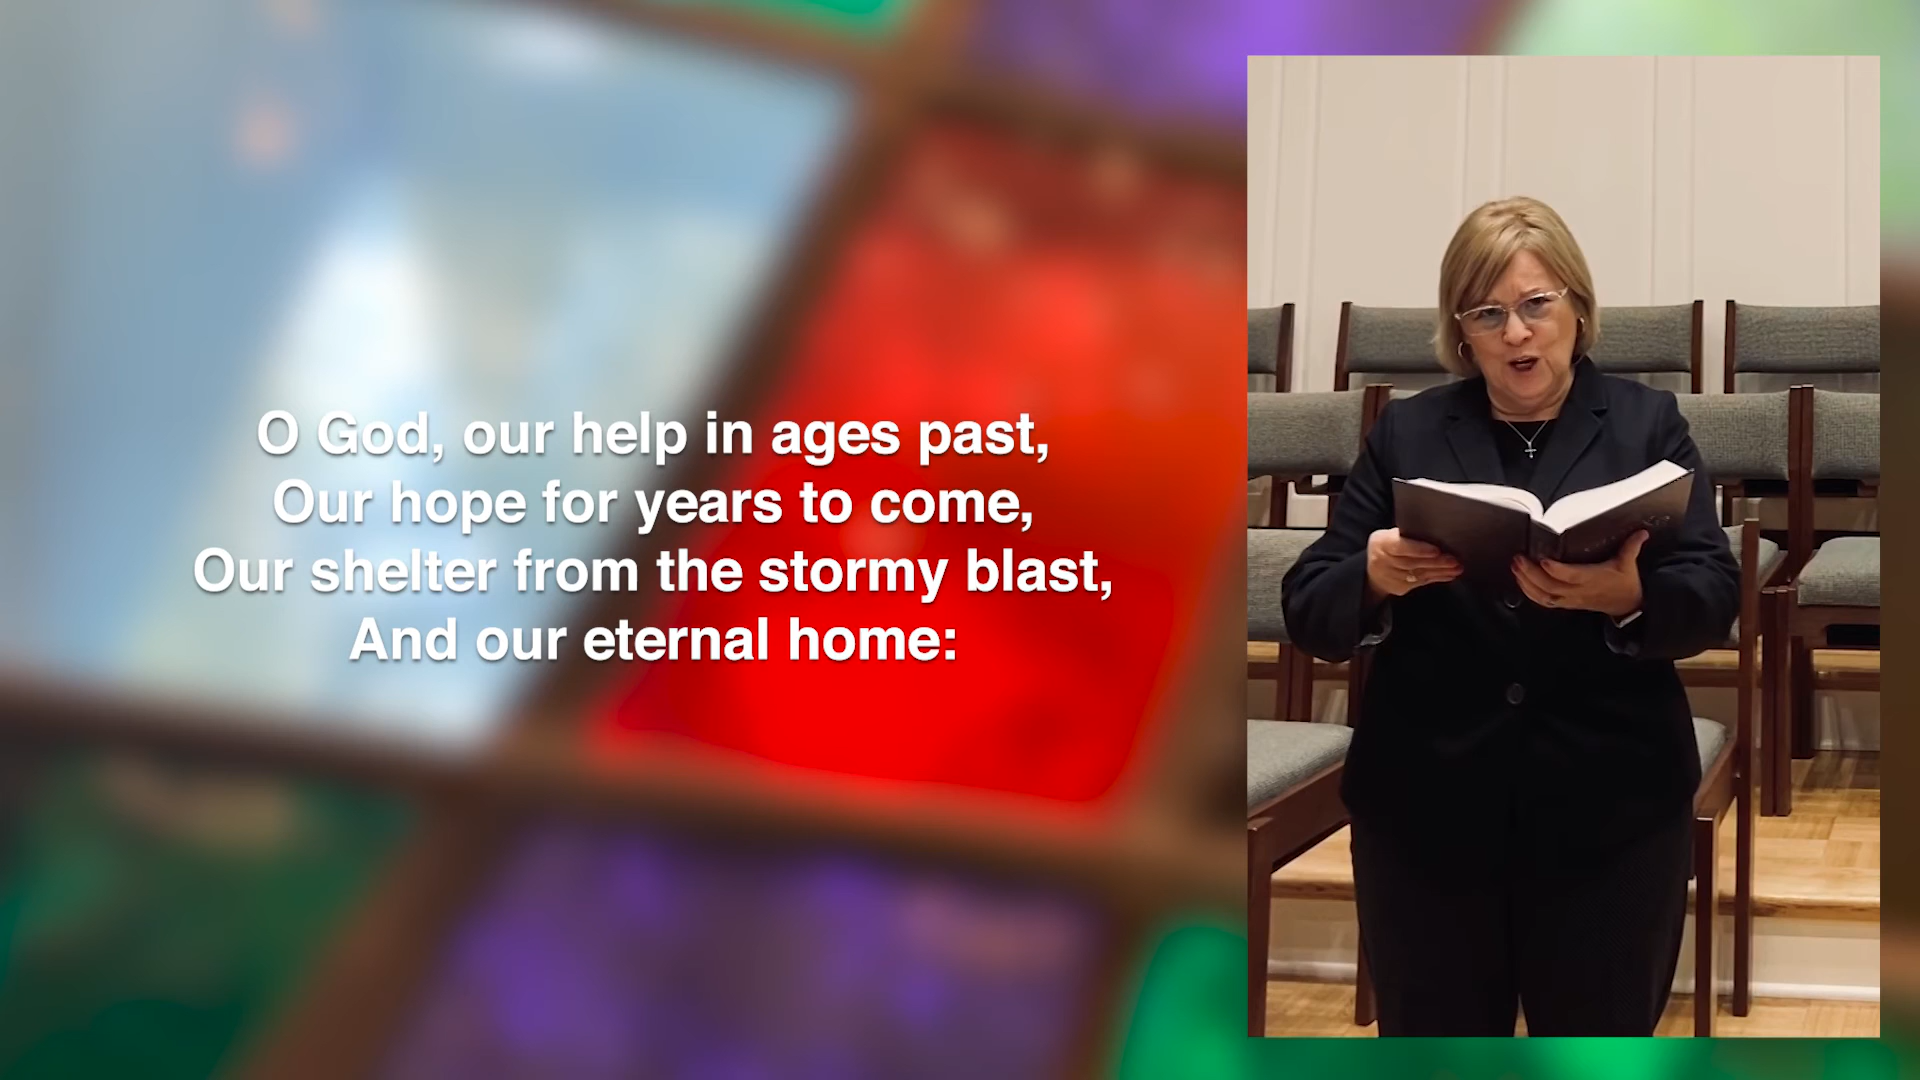 O God, our help in ages past,
Our hope for years to come,
Our shelter from the stormy blast,
And our eternal home: